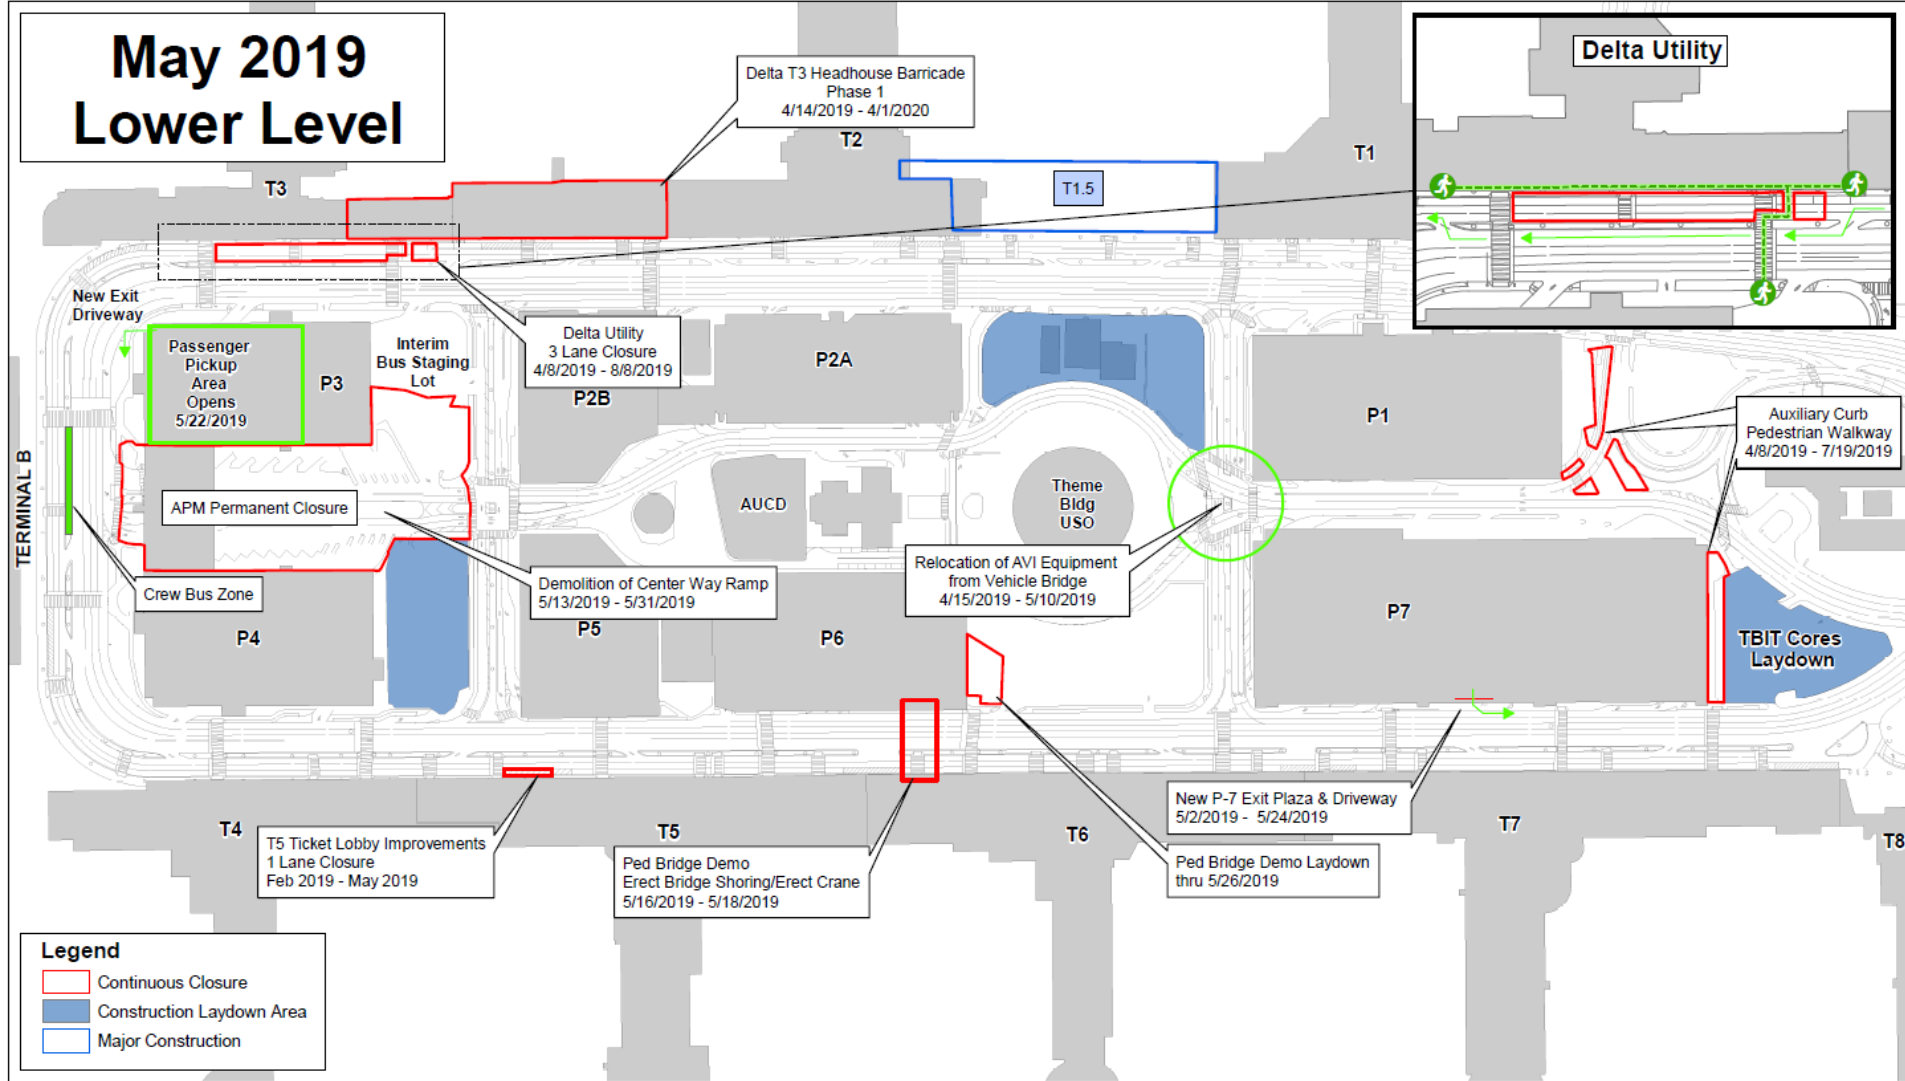 May 2019
Lower Level
Delta T3 Headhouse Barricade
Phase 1
4/14/2019 - 4/1/2020
Delta Utility
T3
T2
T1.5
T1
New Exit
Driveway
Passenger
Pickup
Area
Opens
5/22/2019
P3
Interim
Bus Staging
Lot
Delta Utility
3 Lane Closure
4/8/2019 - 8/8/2019
P2B
P2A
P1
Auxiliary Curb
Pedestrian Walkway
4/8/2019 - 7/19/2019
TERMINAL B
APM Permanent Closure
AUCD
Theme
Bldg
USO
Crew Bus Zone
Demolition of Center Way Ramp
5/13/2019 - 5/31/2019
Relocation of AVI Equipment
from Vehicle Bridge
4/15/2019 - 5/10/2019
P4
P5
P6
P7
TBIT Cores
Laydown
T4
T5 Ticket Lobby Improvements
1 Lane Closure
Feb 2019 - May 2019
T5
Ped Bridge Demo
Erect Bridge Shoring/Erect Crane
5/16/2019 - 5/18/2019
T6
New P-7 Exit Plaza & Driveway
5/2/2019 - 5/24/2019
Ped Bridge Demo Laydown
thru 5/26/2019
T7
T8
Legend
Continuous Closure
Construction Laydown Area
Major Construction